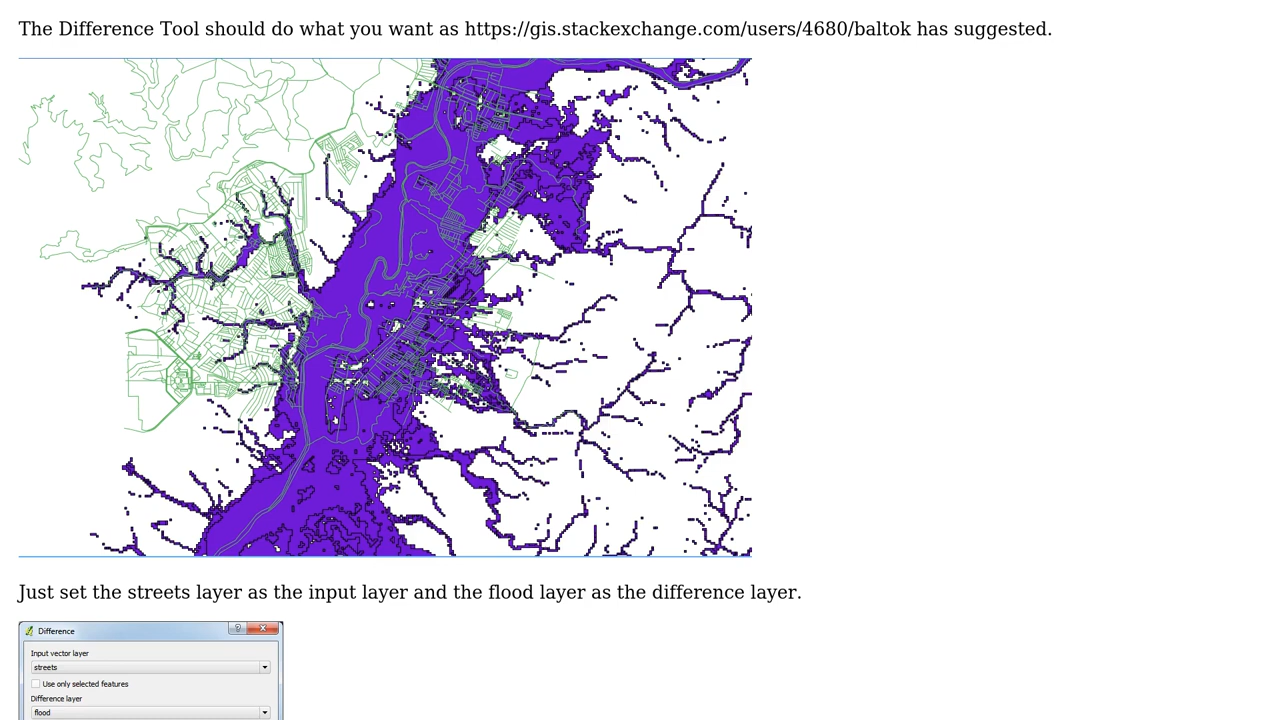 The Difference Tool should do what you want as https://gis.stackexchange.com/users/4680/baltok has suggested.
Just set the streets layer as the input layer and the flood layer as the difference layer.
Difference
Input vector layer
streets
Use only selected features
Difference layer
flood